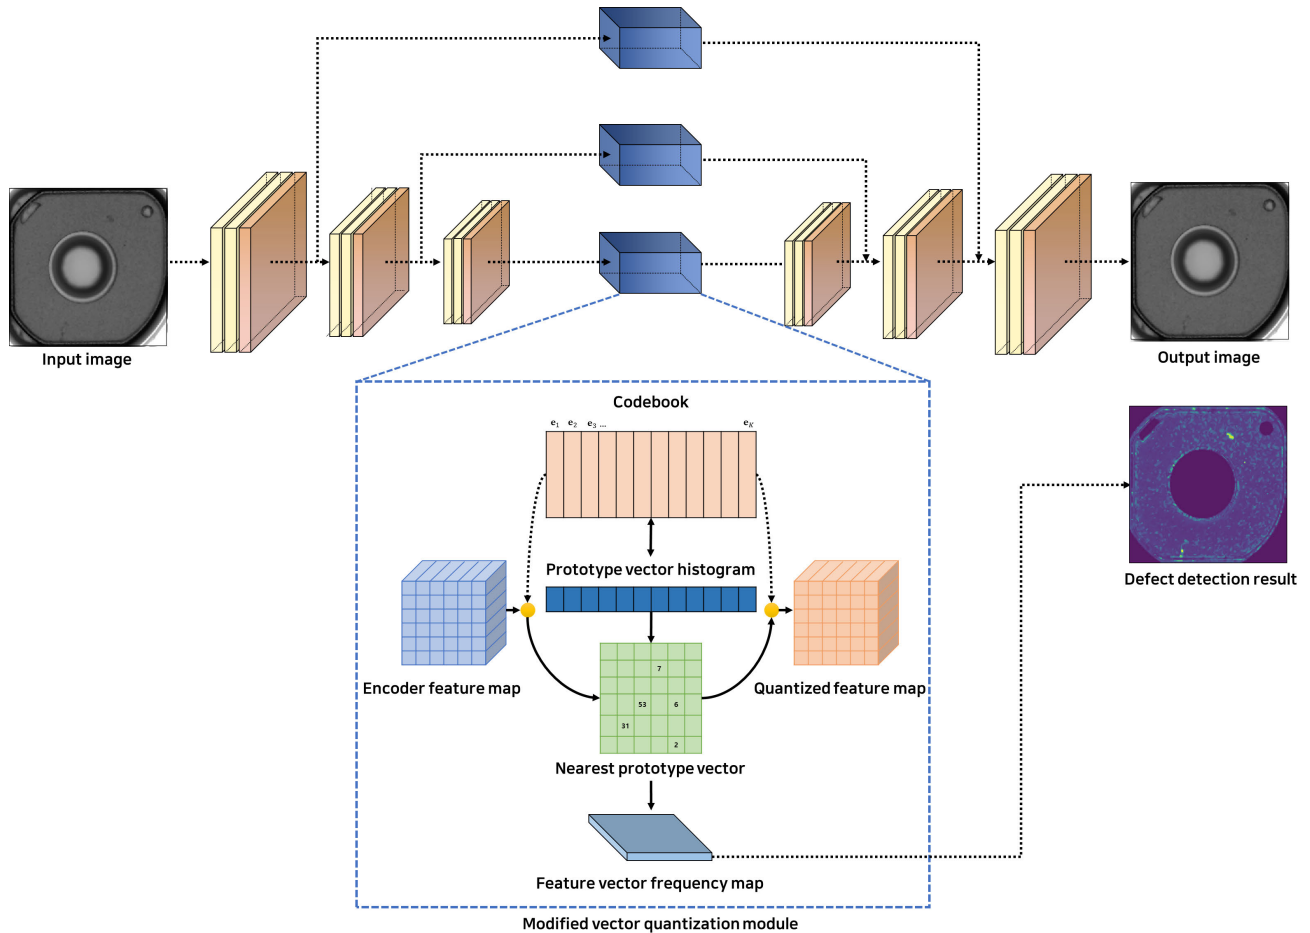 Input image
Output image
Codebook
e₁ e₂ e₃ ... e_K
Prototype vector histogram
Defect detection result
7
Encoder feature map
Quantized feature map
53 6
31
2
Nearest prototype vector
Feature vector frequency map
Modified vector quantization module